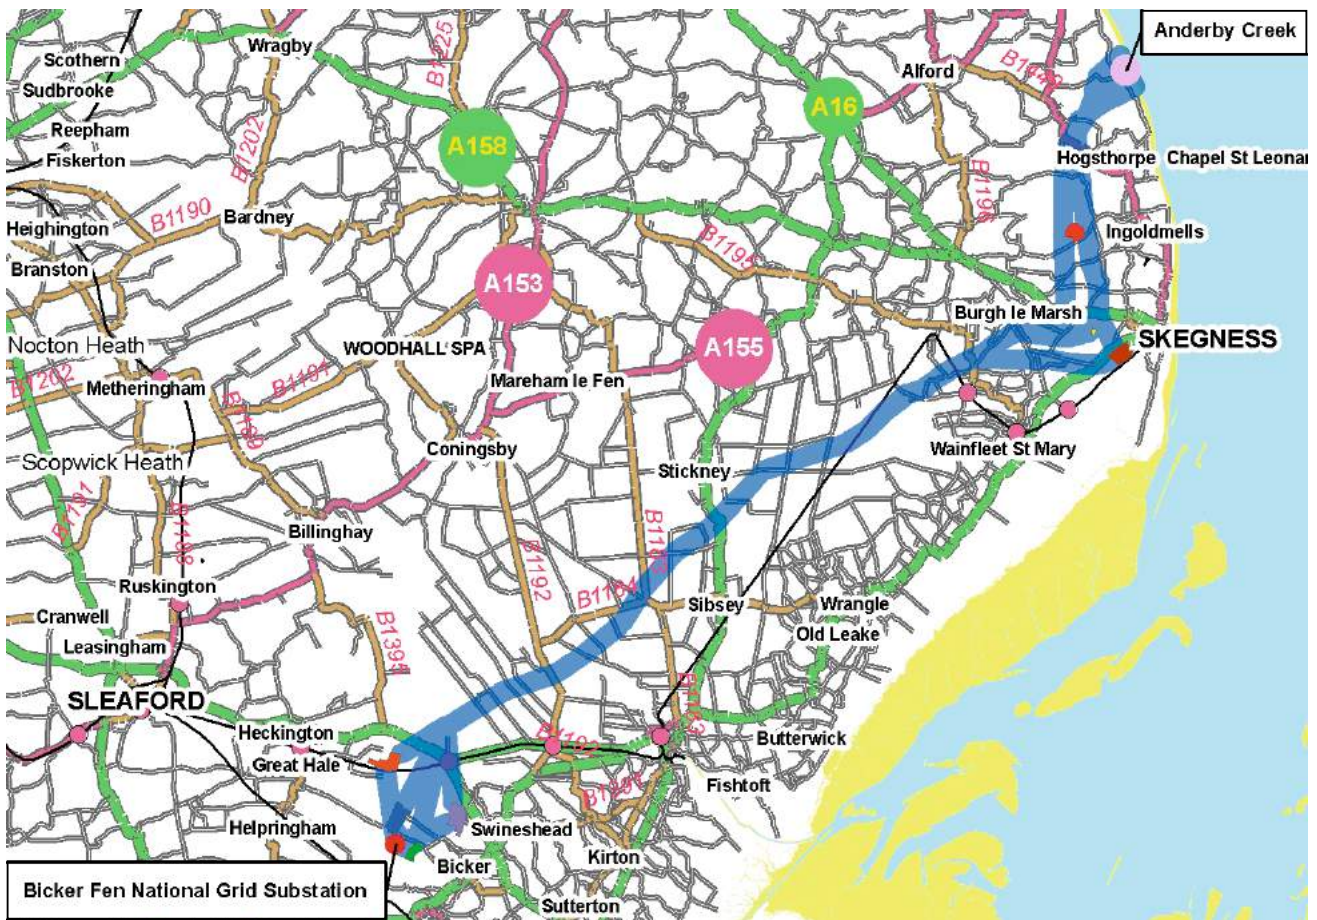 Anderby Creek
Wragby
B1225
Scothern
Sudbrooke
Alford
B1449
A16
A158
Reepham
Fiskerton
B1202
Hogsthorpe
Chapel St Leonar
B1196
B1190
Bardney
Heighington
Ingoldmells
B1195
Branston
A153
Burgh le Marsh
SKEGNESS
Nocton Heath
WOODHALL SPA
A155
B1202
Metheringham
B1191
Mareham le Fen
B1189
Coningsby
Wainfleet St Mary
Scopwick Heath
Stickney
B1191
B1188
Billinghay
B1192
Ruskington
B1184
Sibsey
Wrangle
Cranwell
Old Leake
Leasingham
B1395
SLEAFORD
B1183
Heckington
B1192
Butterwick
Great Hale
Fishtoft
B1391
Helpringham
Swineshead
Kirton
Bicker
Bicker Fen National Grid Substation
Sutterton